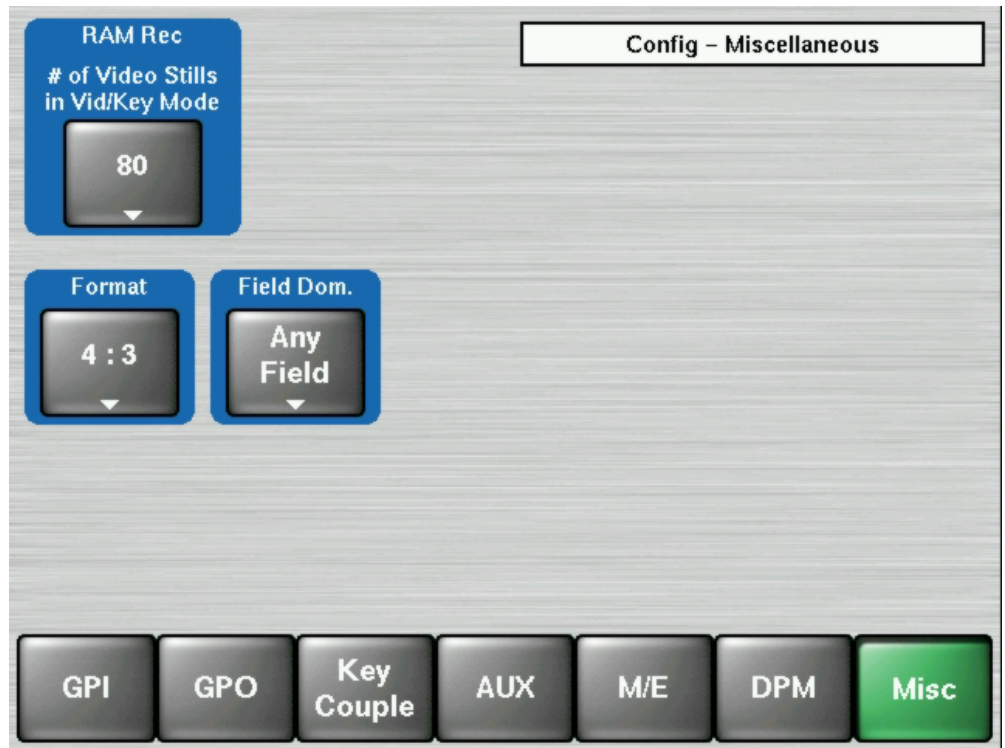 RAM Rec
# of Video Stills
in Vid/Key Mode
80
Config – Miscellaneous
Format
4 : 3
Field Dom.
Any
Field
GPI
GPO
Key
Couple
AUX
M/E
DPM
Misc